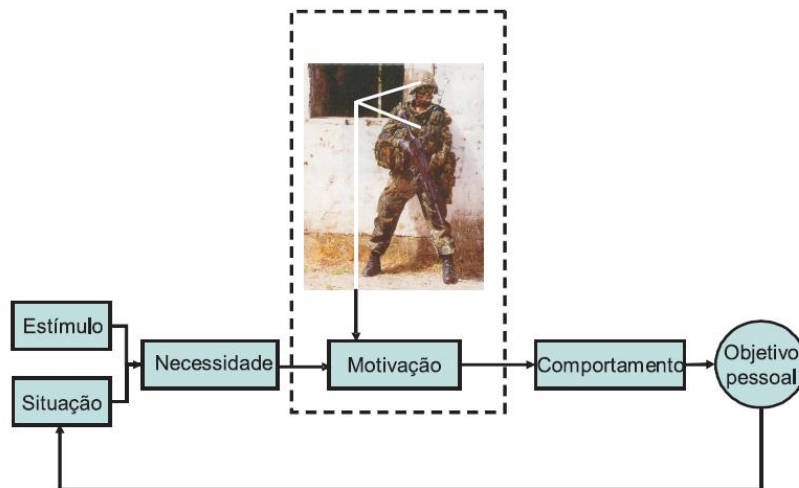 Estímulo
Situação
Necessidade
Motivação
Comportamento
Objetivo
pessoal